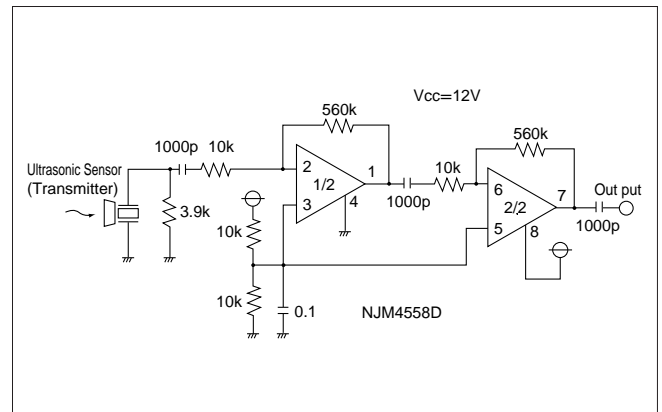 Vcc=12V
560k
560k
1000p
10k
Ultrasonic Sensor
(Transmitter)
2
1/2
1
3
4
10k
1000p
6
2/2
7
5
8
Out put
1000p
3.9k
10k
10k
0.1
NJM4558D